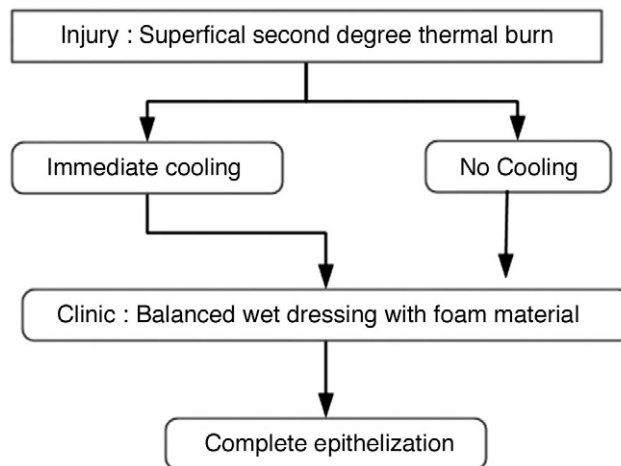 Injury : Superfical second degree thermal burn
Immediate cooling
No Cooling
Clinic : Balanced wet dressing with foam material
Complete epithelization